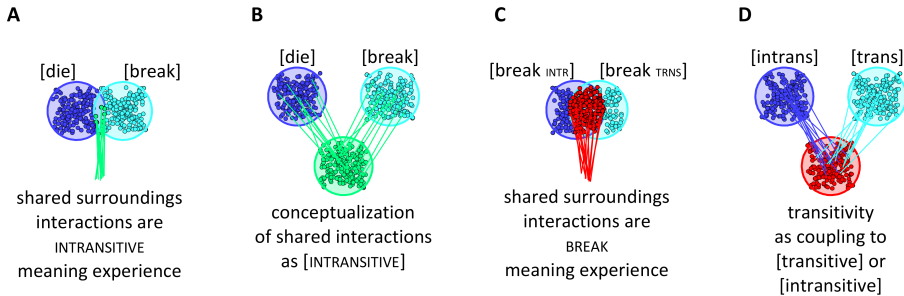 A
[die] [break]
shared surroundings
interactions are
INTRANSITIVE
meaning experience
B
[die] [break]
conceptualization
of shared interactions
as [INTRANSITIVE]
C
[break INTR] [break TRNS]
shared surroundings
interactions are
BREAK
meaning experience
D
[intrans] [trans]
transitivity
as coupling to
[transitive] or
[intransitive]